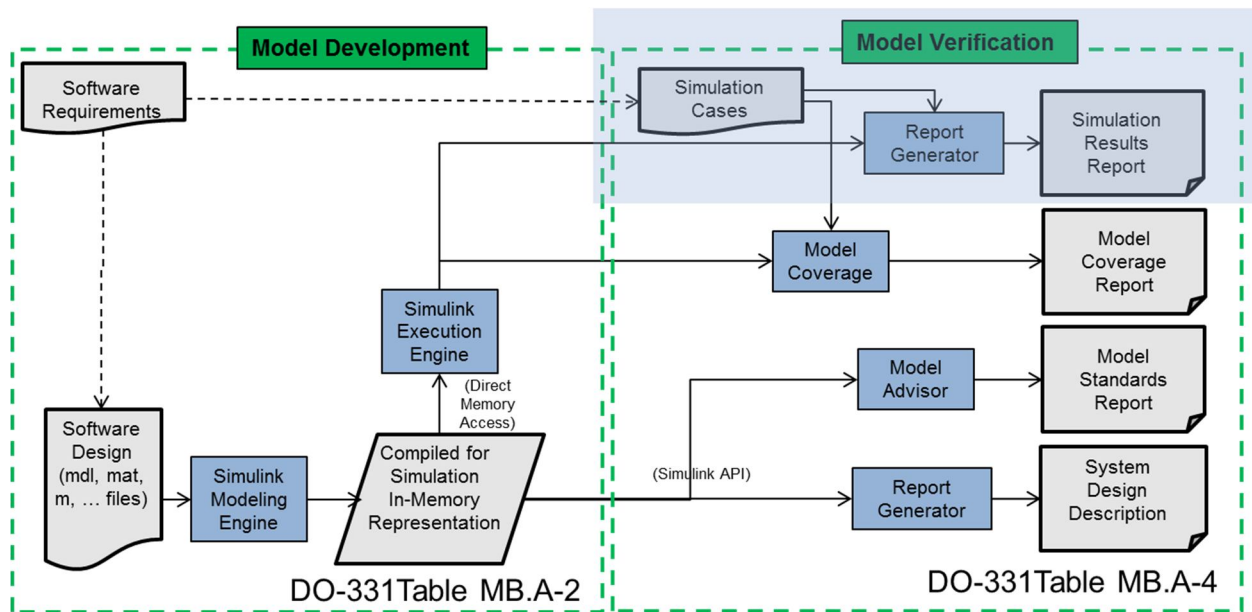 Model Development
Model Verification
Software
Requirements
Simulation
Cases
Report
Generator
Simulation
Results
Report
Model
Coverage
Model
Coverage
Report
Simulink
Execution
Engine
(Direct
Memory
Access)
Model
Advisor
Model
Standards
Report
Software
Design
(mdl, mat,
m, ... files)
Simulink
Modeling
Engine
Compiled for
Simulation
In-Memory
Representation
(Simulink API)
Report
Generator
System
Design
Description
DO-331Table MB.A-2
DO-331Table MB.A-4